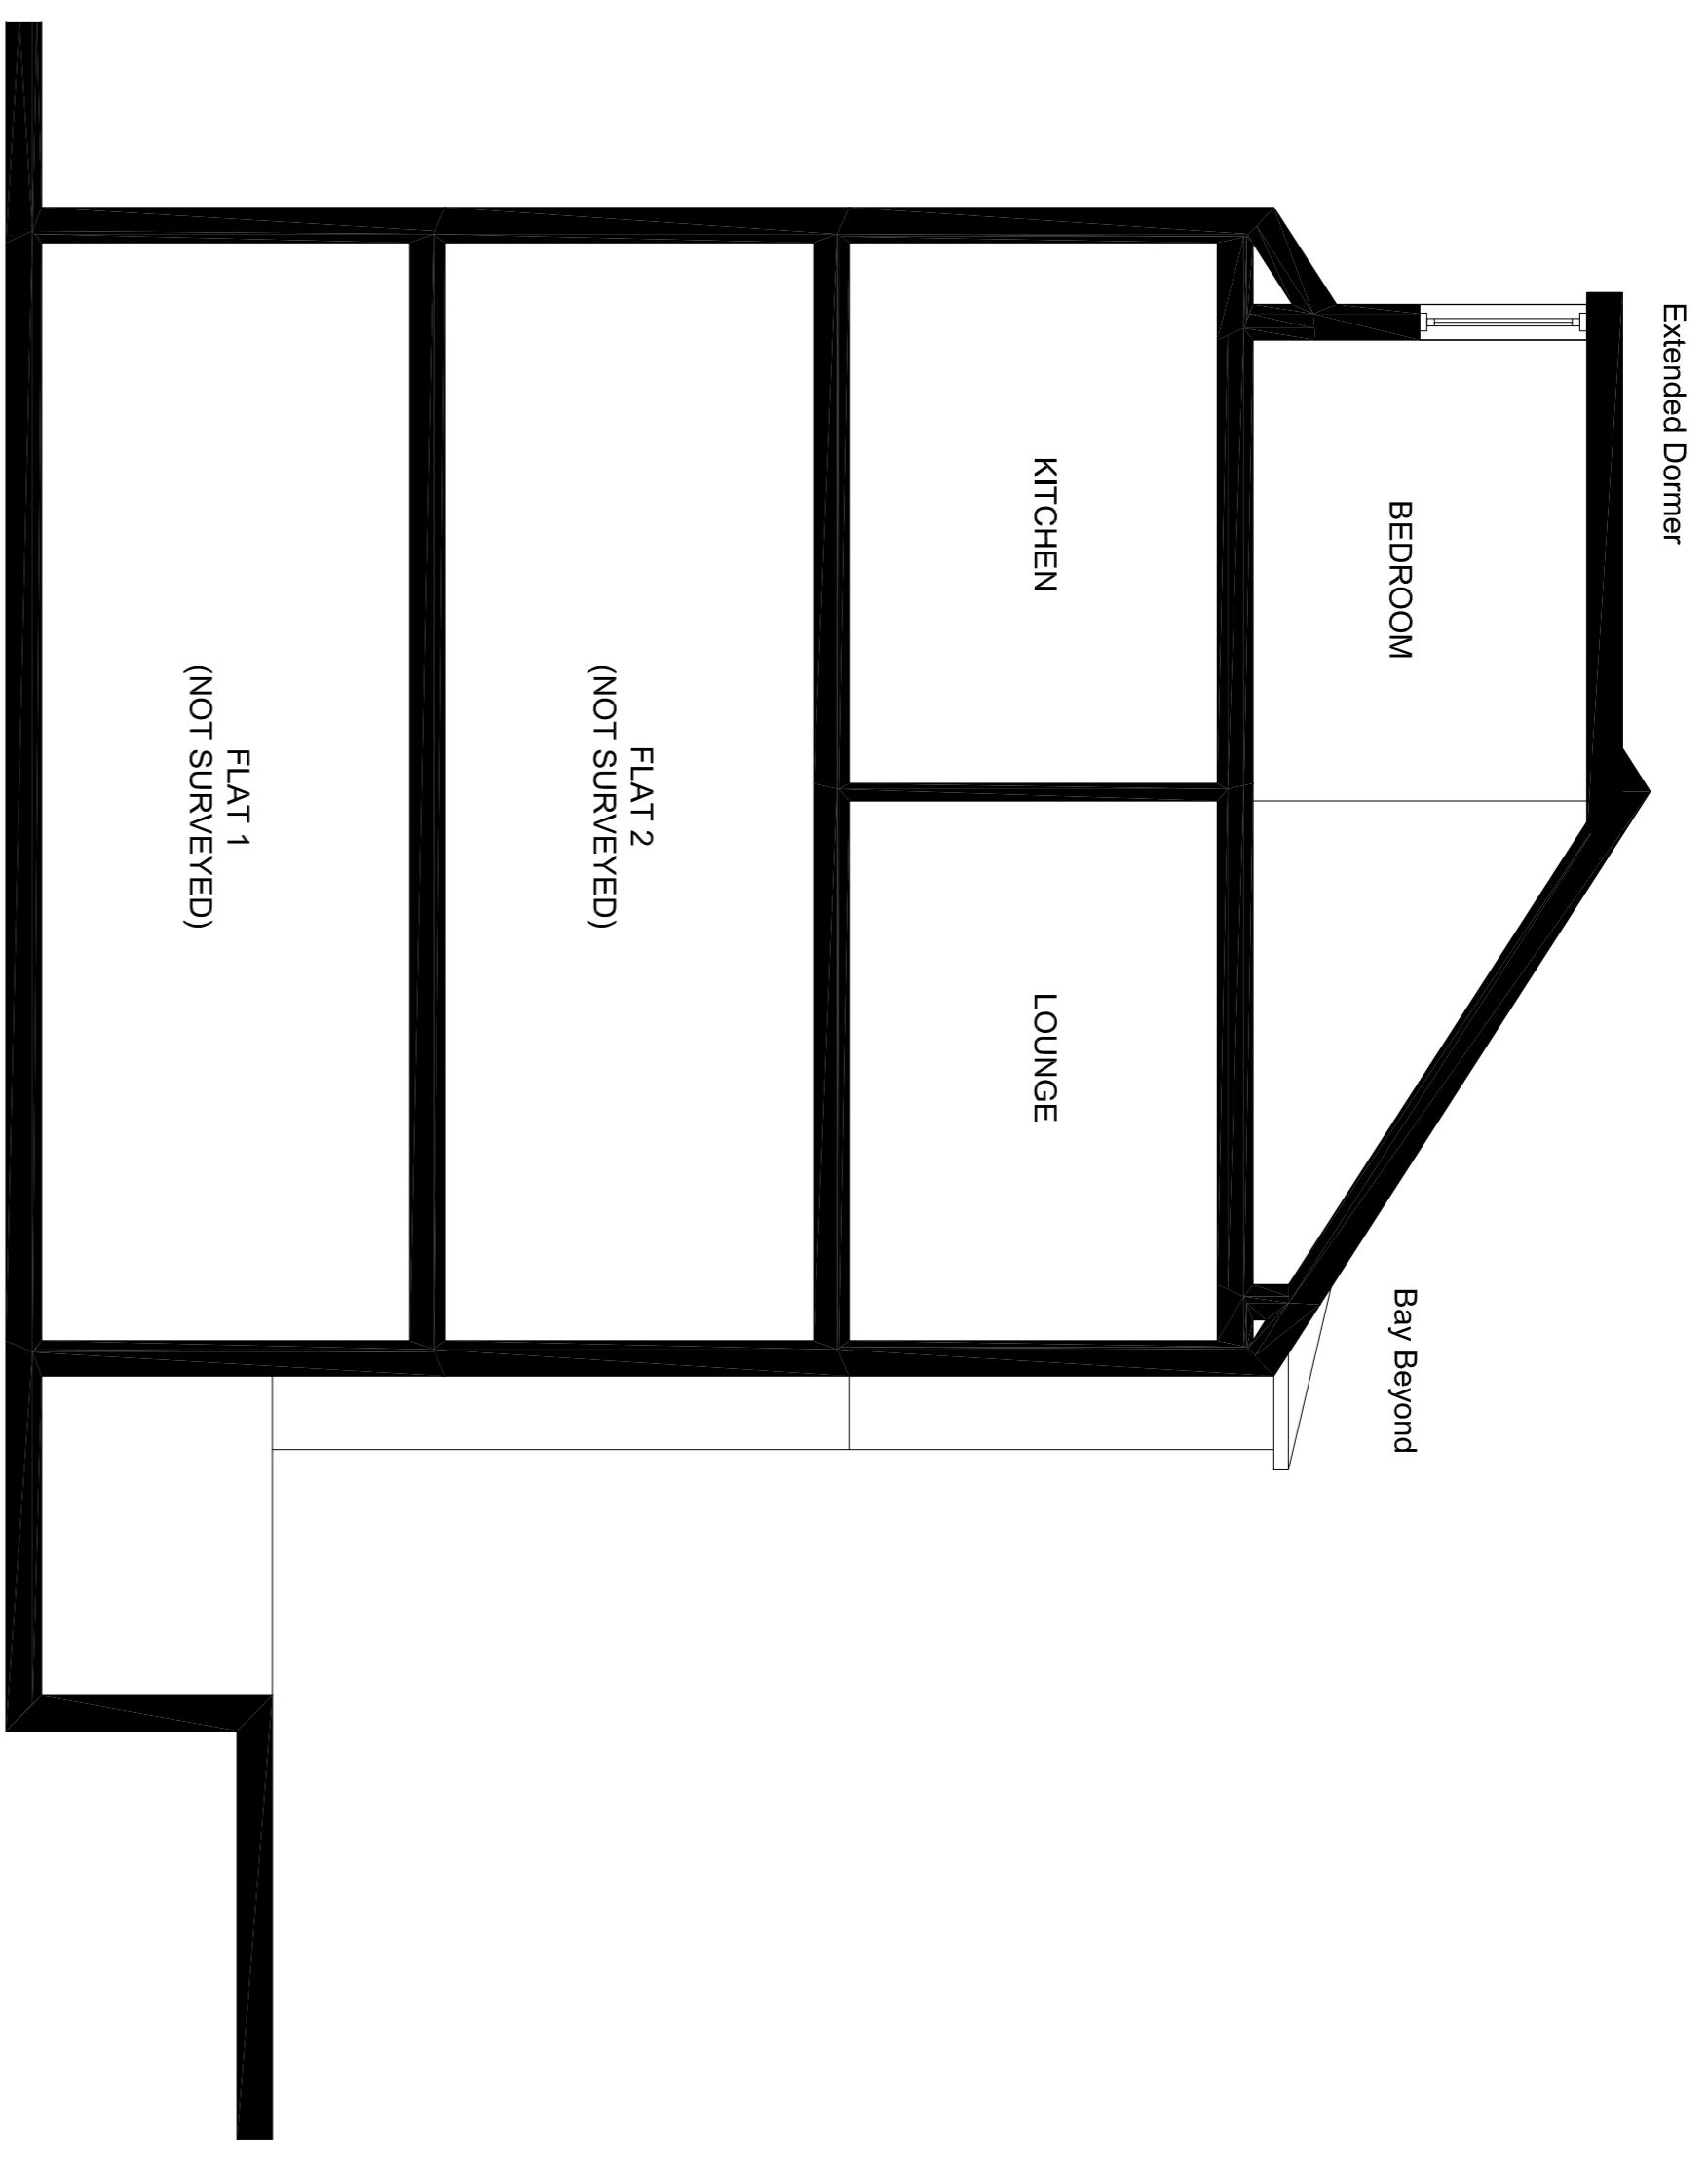 Extended Dormer
Bay Beyond
BEDROOM
KITCHEN
LOUNGE
FLAT 2
(NOT SURVEYED)
FLAT 1
(NOT SURVEYED)